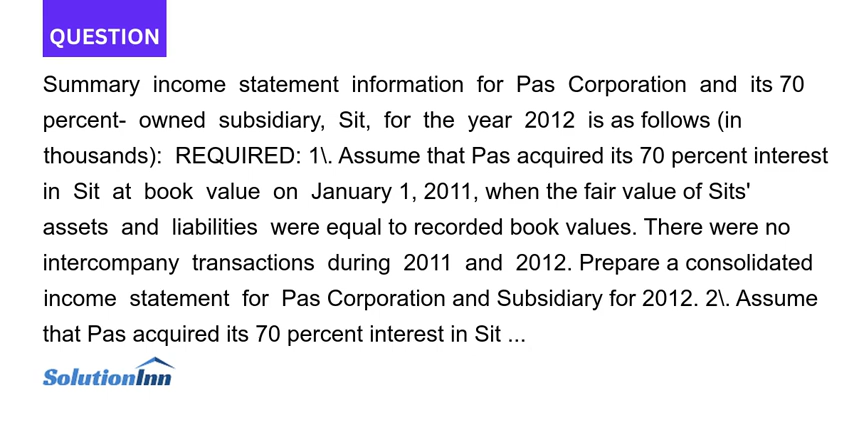 QUESTION
Summary income statement information for Pas Corporation and its 70
percent- owned subsidiary, Sit, for the year 2012 is as follows (in
thousands): REQUIRED: 1\. Assume that Pas acquired its 70 percent interest
in Sit at book value on January 1, 2011, when the fair value of Sits'
assets and liabilities were equal to recorded book values. There were no
intercompany transactions during 2011 and 2012. Prepare a consolidated
income statement for Pas Corporation and Subsidiary for 2012. 2\. Assume
that Pas acquired its 70 percent interest in Sit ...
SolutionInn